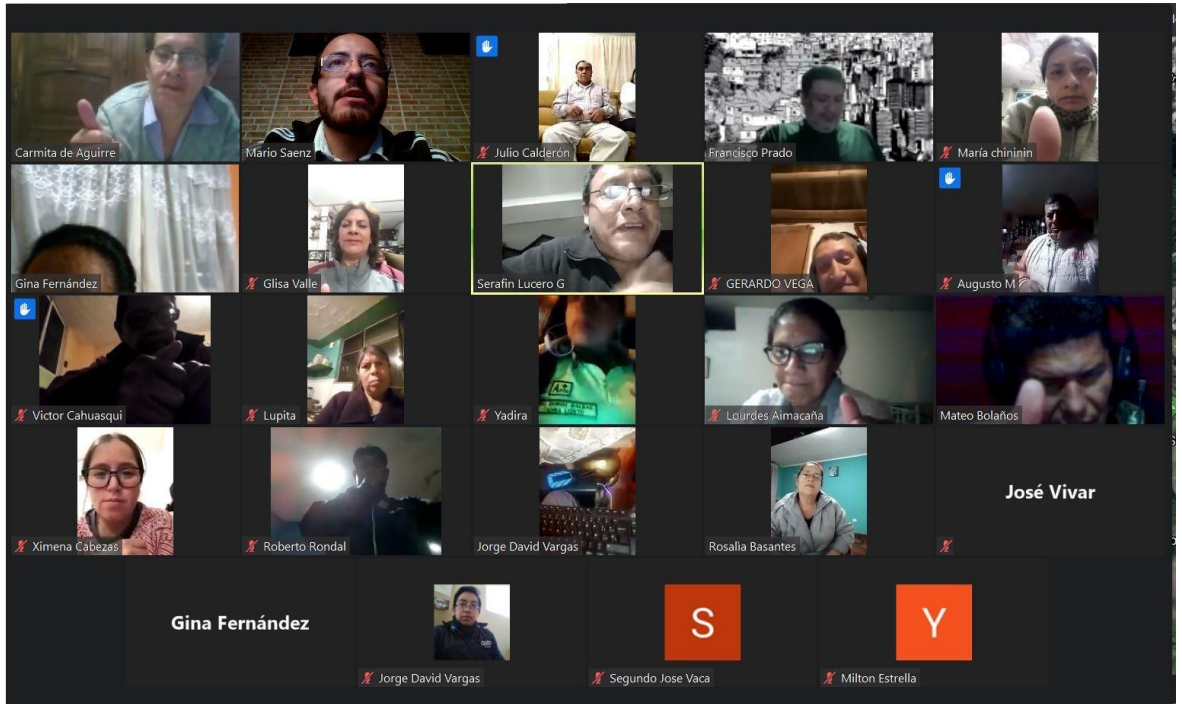 Carmita de Aguirre
Mario Saenz
Julio Calderón
Francisco Prado
María chininin
Gina Fernández
Glisa Valle
Serafin Lucero G
GERARDO VEGA
Augusto M
Victor Cahuasqui
Lupita
Yadira
Lourdes Aimacaña
Mateo Bolaños
A+
Ximena Cabezas
Roberto Rondal
Jorge David Vargas
Rosalìa Basantes
José Vivar
Gina Fernández
Jorge David Vargas
S
Segundo Jose Vaca
Y
Milton Estrella